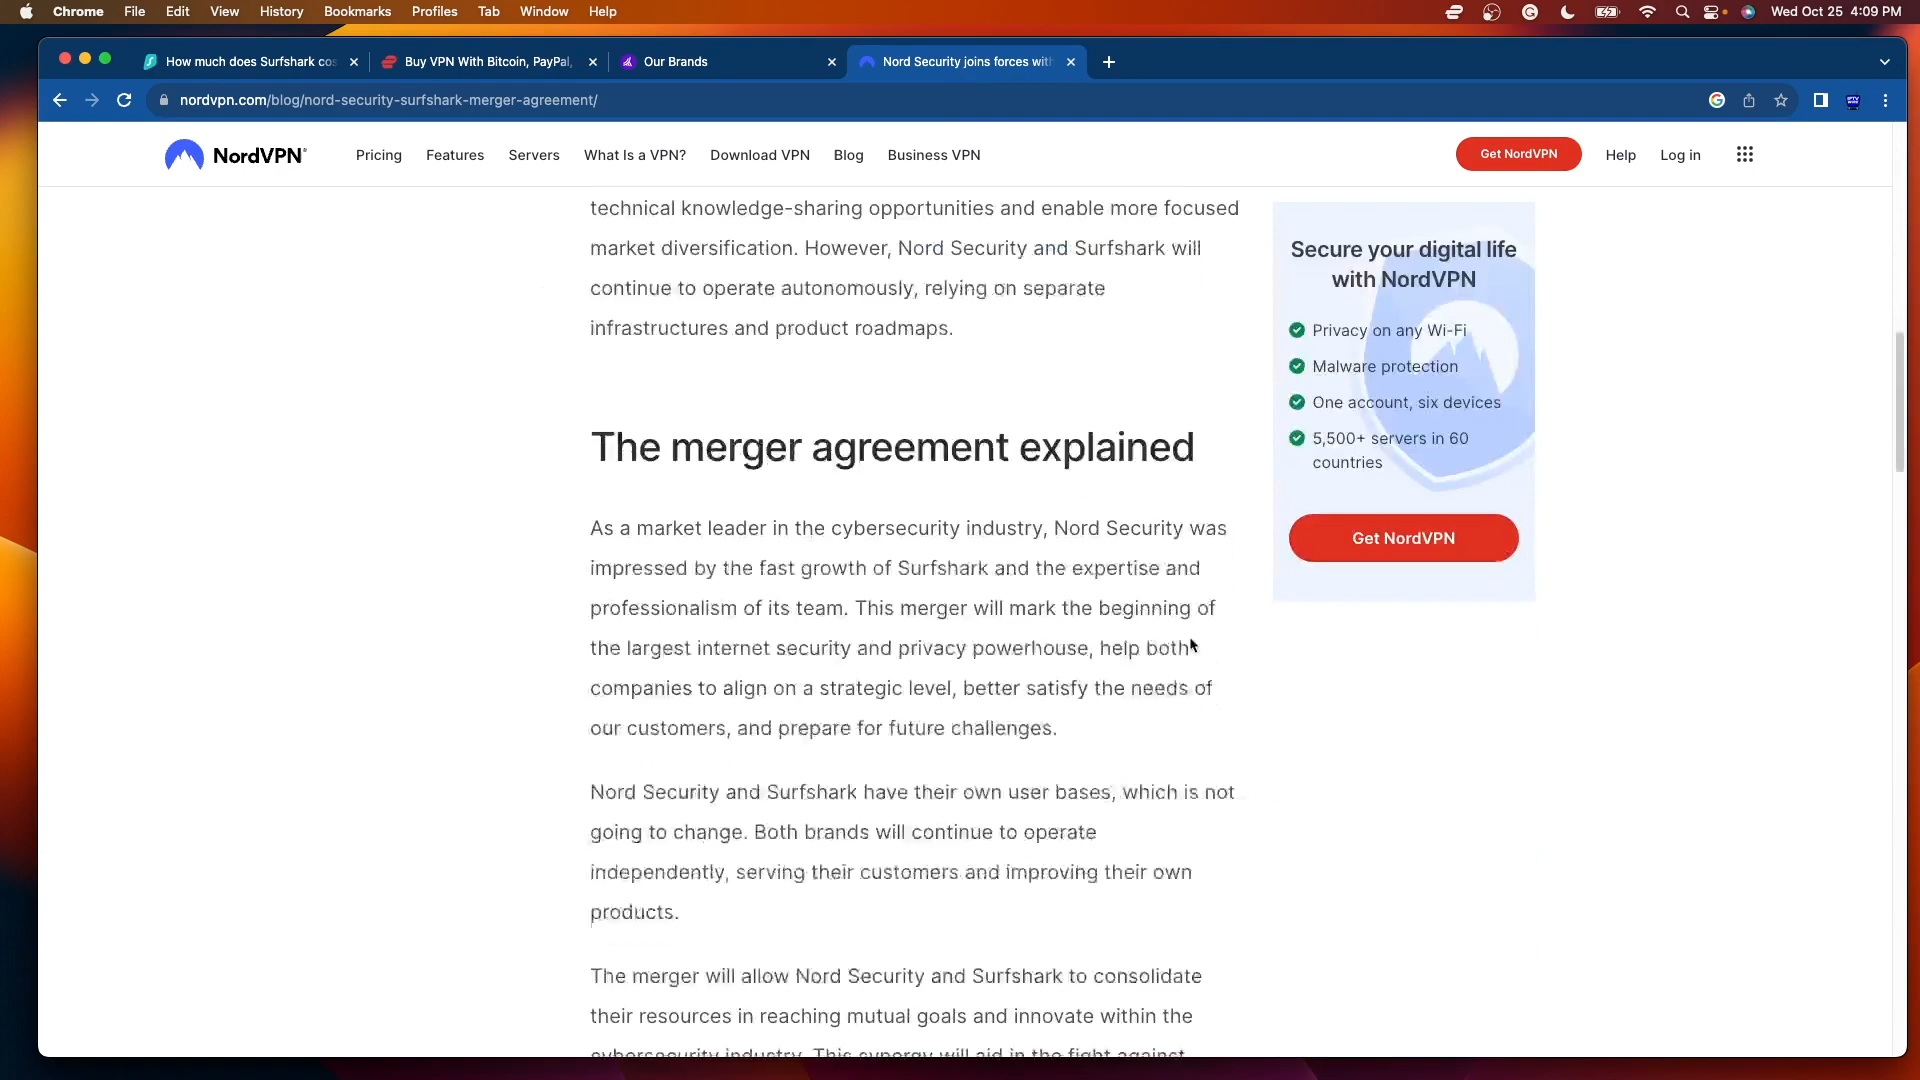 Chrome File Edit View History Bookmarks Profiles Tab Window Help Wed Oct 25 4:09 PM
How much does Surfshark cos
Buy VPN With Bitcoin, PayPal,
Our Brands
Nord Security joins forces with
nordvpn.com/blog/nord-security-surfshark-merger-agreement/
NordVPN®
Pricing Features Servers What Is a VPN? Download VPN Blog Business VPN Get NordVPN Help Log in
technical knowledge-sharing opportunities and enable more focused
market diversification. However, Nord Security and Surfshark will
continue to operate autonomously, relying on separate
infrastructures and product roadmaps.
The merger agreement explained
As a market leader in the cybersecurity industry, Nord Security was
impressed by the fast growth of Surfshark and the expertise and
professionalism of its team. This merger will mark the beginning of
the largest internet security and privacy powerhouse, help both
companies to align on a strategic level, better satisfy the needs of
our customers, and prepare for future challenges.
Nord Security and Surfshark have their own user bases, which is not
going to change. Both brands will continue to operate
independently, serving their customers and improving their own
products.
The merger will allow Nord Security and Surfshark to consolidate
their resources in reaching mutual goals and innovate within the
cybersecurity industry. This synergy will aid in the fight against
Secure your digital life
with NordVPN
Privacy on any Wi-Fi
Malware protection
One account, six devices
5,500+ servers in 60
countries
Get NordVPN